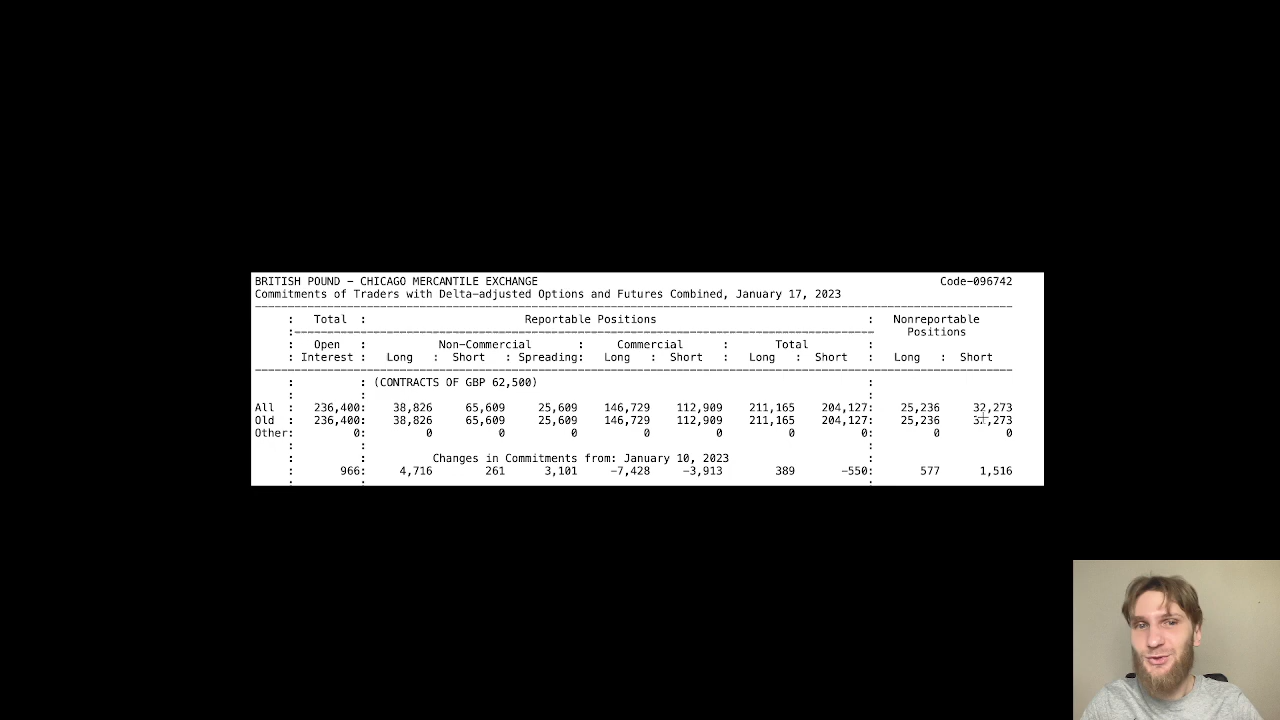 BRITISH POUND - CHICAGO MERCANTILE EXCHANGE Code-096742
Commitments of Traders with Delta-adjusted Options and Futures Combined, January 17, 2023
: Total : Reportable Positions : Nonreportable
Positions
: Open : Non-Commercial : Commercial : Total :
: Interest : Long : Short : Spreading: Long : Short : Long : Short : Long : Short
: : (CONTRACTS OF GBP 62,500) :
: : :
All : 236,400: 38,826 65,609 25,609 146,729 112,909 211,165 204,127: 25,236 32,273
Old : 236,400: 38,826 65,609 25,609 146,729 112,909 211,165 204,127: 25,236 32,273
Other: 0: 0 0 0 0 0 0 0: 0 0
: : :
: : Changes in Commitments from: January 10, 2023 :
: 966: 4,716 261 3,101 -7,428 -3,913 389 -550: 577 1,516